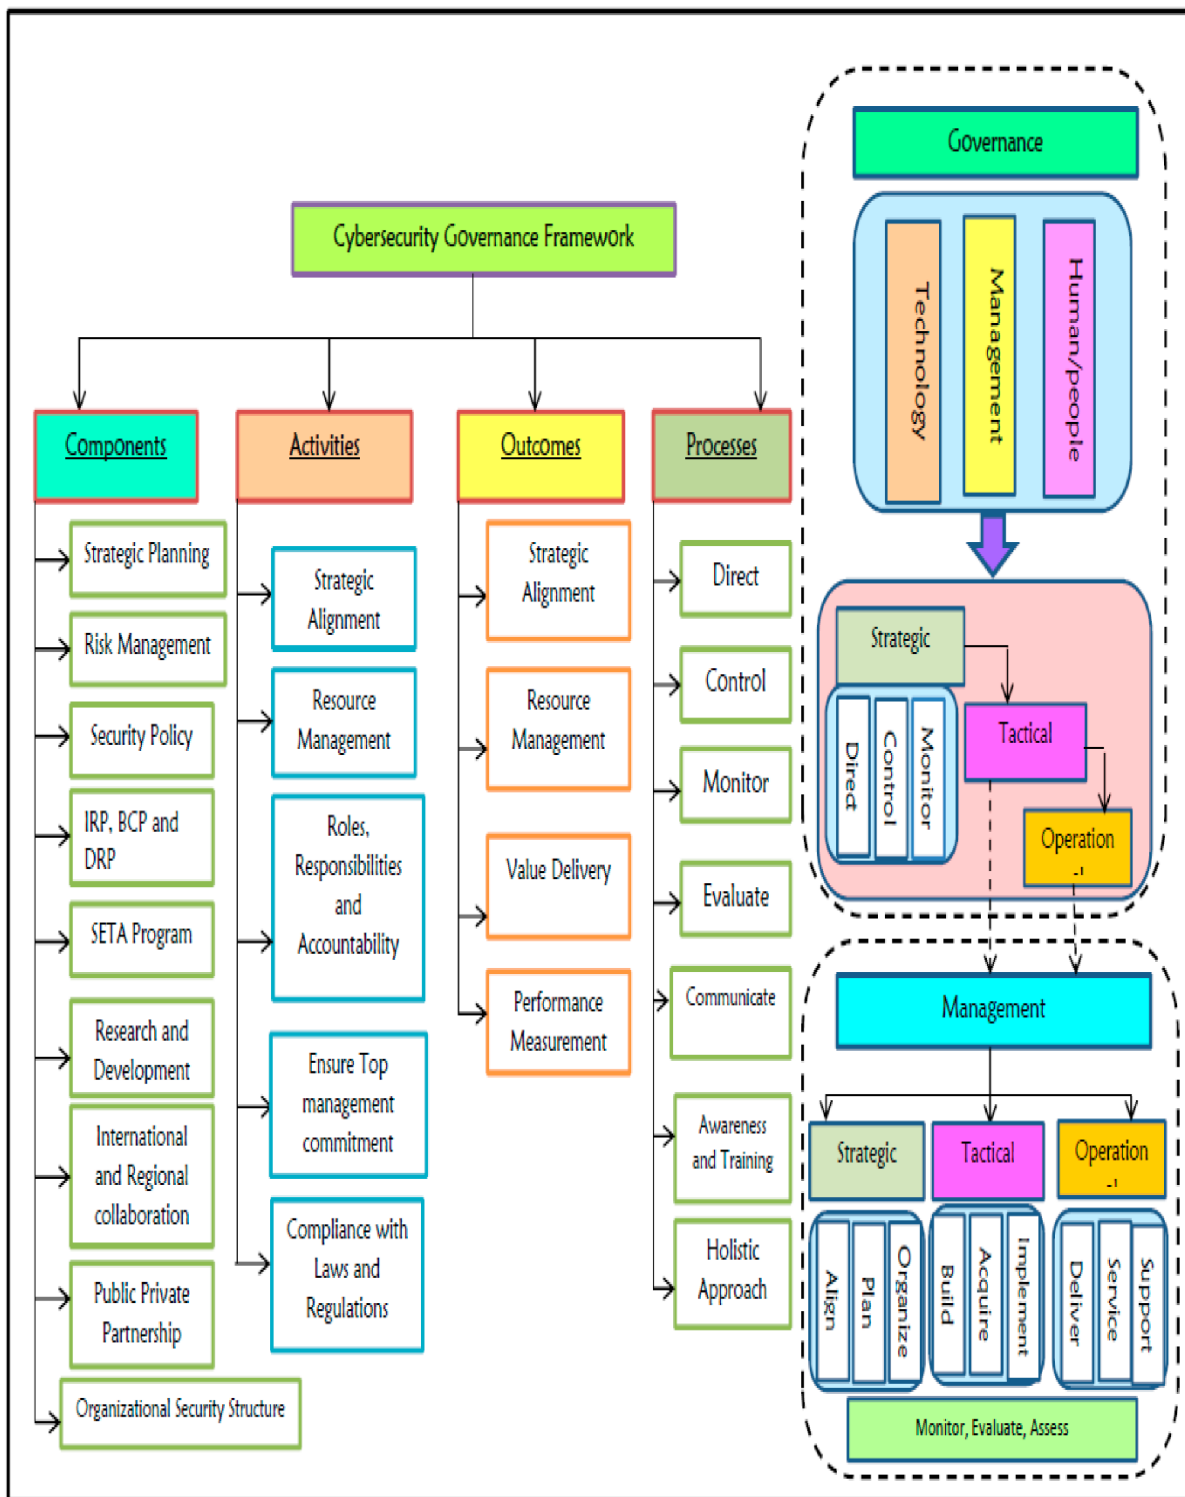 Cybersecurity Governance Framework
Components
Strategic Planning
Risk Management
Security Policy
IRP, BCP and
DRP
SETA Program
Research and
Development
International
and Regional
collaboration
Public Private
Partnership
Organizational Security Structure
Activities
Strategic
Alignment
Resource
Management
Roles,
Responsibilities
and
Accountability
Ensure Top
management
commitment
Compliance with
Laws and
Regulations
Outcomes
Strategic
Alignment
Resource
Management
Value Delivery
Performance
Measurement
Processes
Direct
Control
Monitor
Evaluate
Communicate
Awareness
and Training
Holistic
Approach
Governance
Technology
Management
Human/people
Strategic
Direct
Control
Monitor
Tactical
Operation
Management
Strategic
Tactical
Operation
Align
Plan
Organize
Build
Acquire
Implement
Deliver
Service
Support
Monitor, Evaluate, Assess